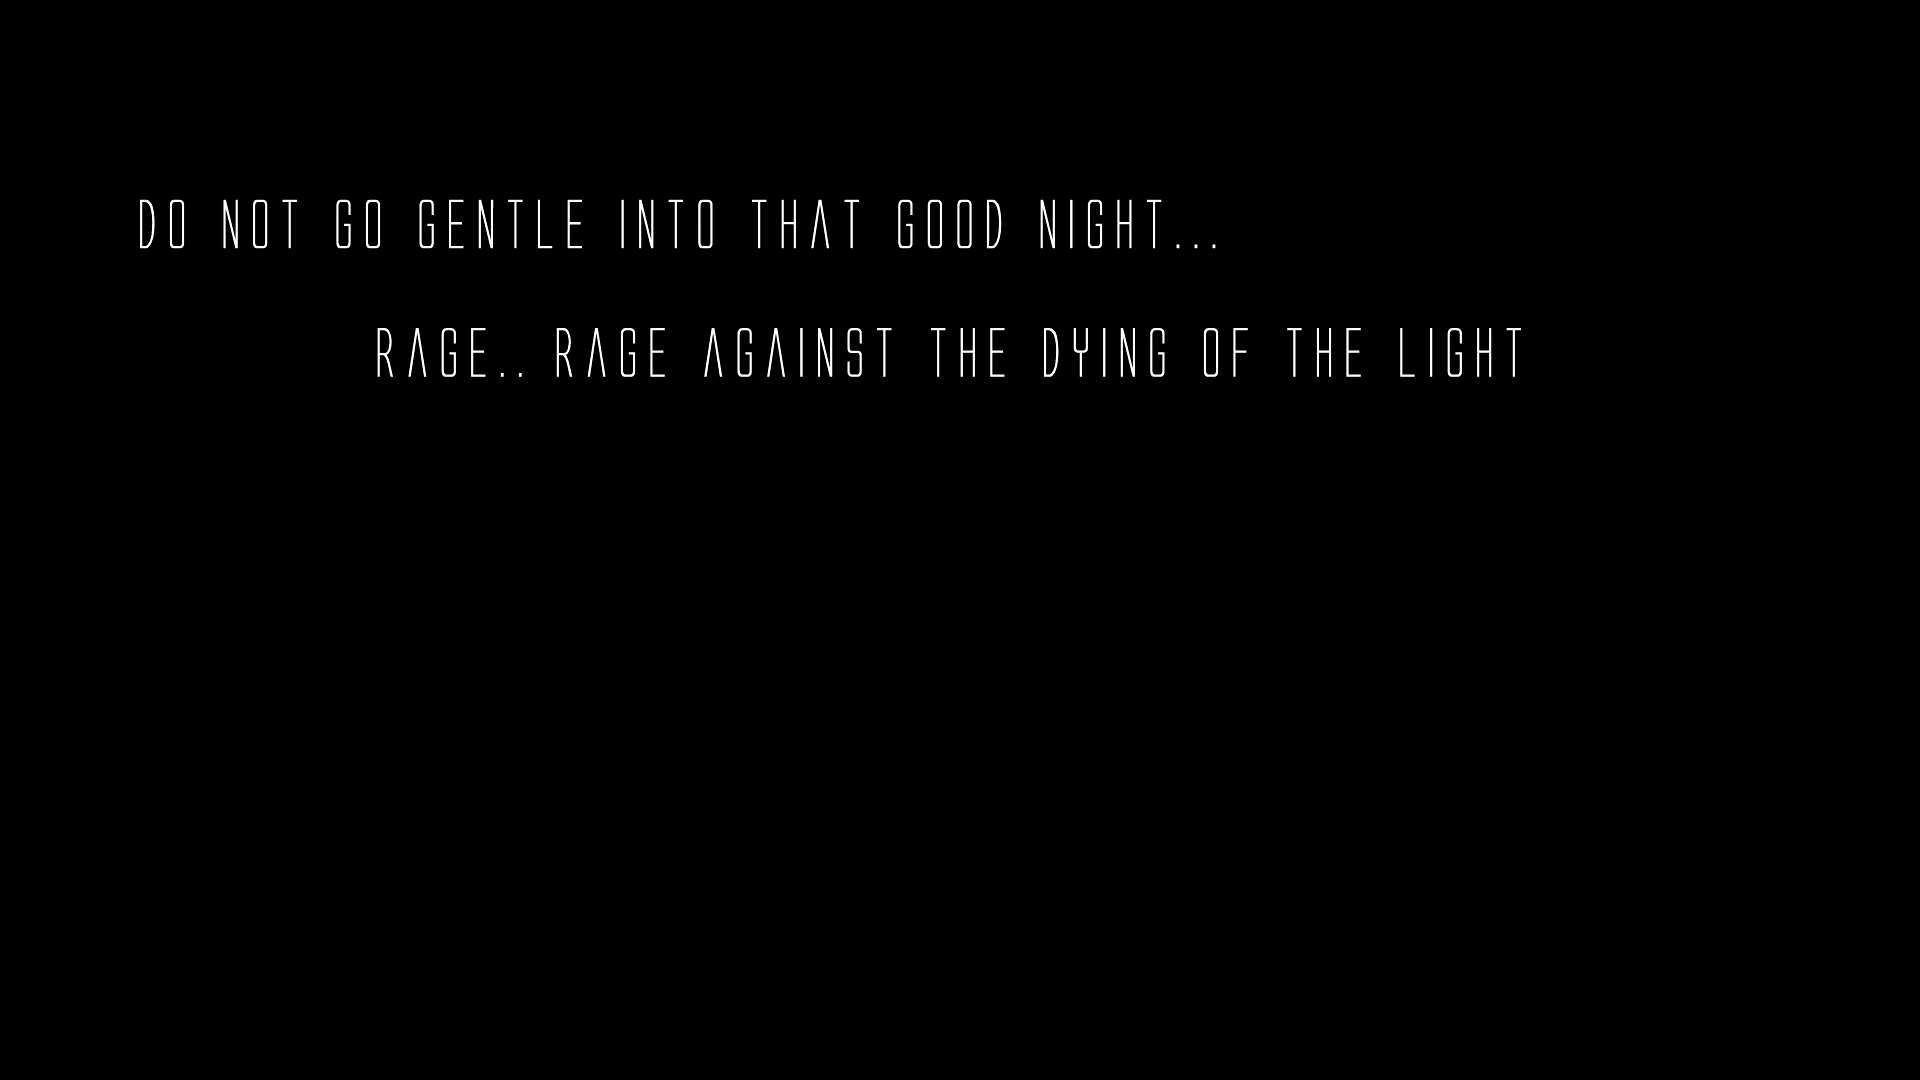 DO NOT GO GENTLE INTO THAT GOOD NIGHT...
RAGE.. RAGE AGAINST THE DYING OF THE LIGHT